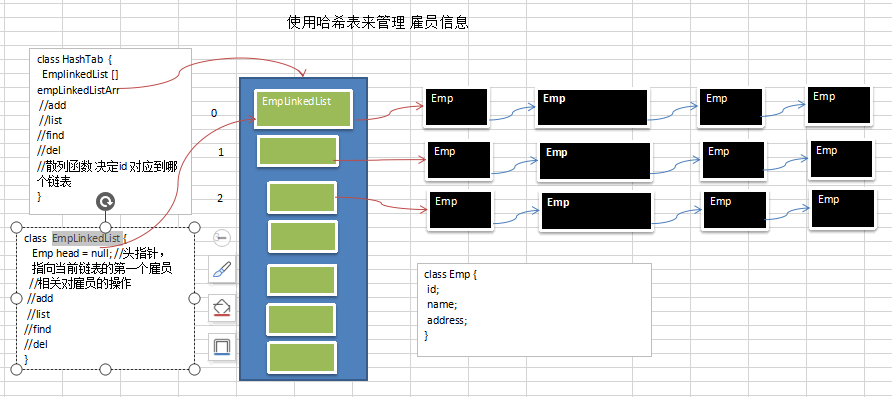 使用哈希表来管理 雇员信息
class HashTab {
EmplinkedList []
empLinkedListArr
//add
//list
//find
//del
//散列函数 决定id 对应到哪
个链表
}
class EmpLinkedList {
Emp head = null; //头指针，
指向当前链表的第一个雇员
//相关对雇员的操作
//add
//list
//find
//del
}
0
EmpLinkedList
Emp
Emp
Emp
Emp
1
Emp
Emp
Emp
Emp
2
Emp
Emp
Emp
Emp
class Emp {
id;
name;
address;
}